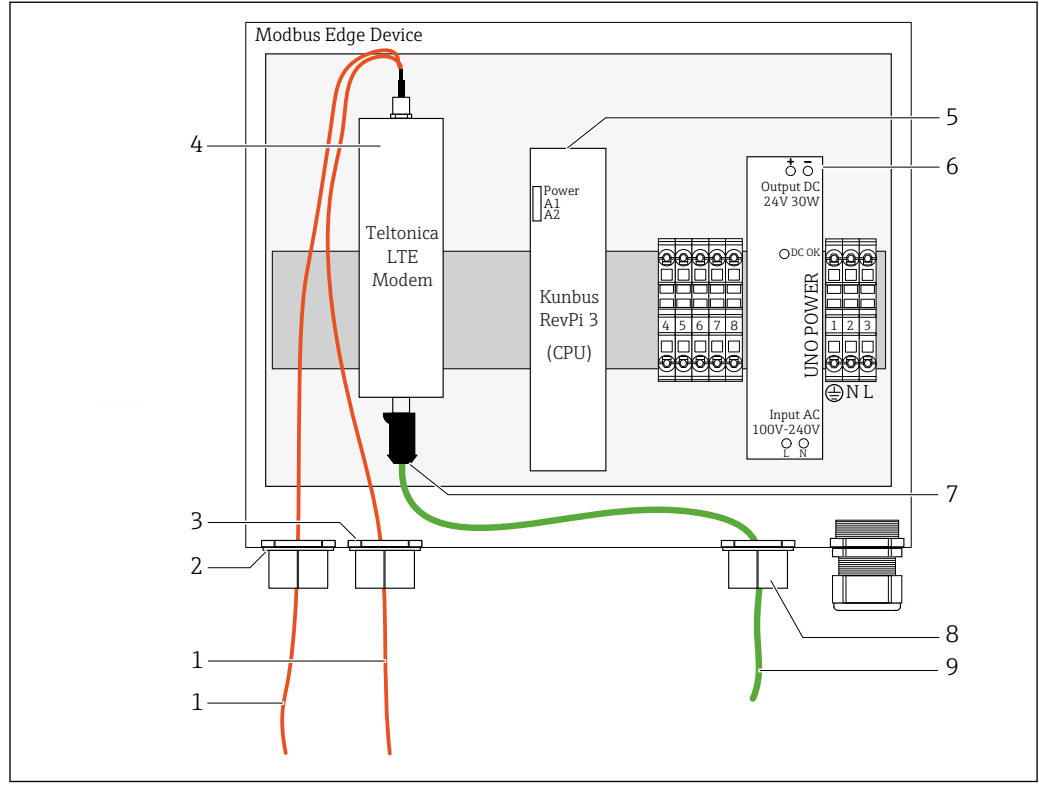 Modbus Edge Device
4
5
6
Power
A1
A2
+ −
Output DC
24V 30W
DC OK
Teltonica
LTE
Modem
Kunbus
RevPi 3
(CPU)
4 5 6 7 8
UNO POWER
1 2 3
N L
Input AC
100V-240V
L N
7
3
2
8
1
9
1